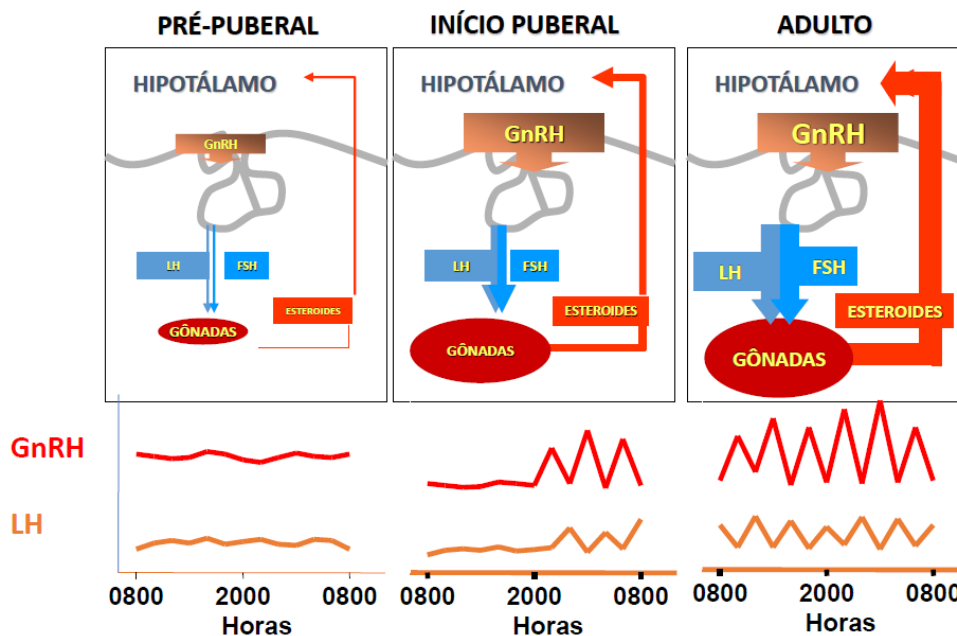 PRÉ-PUBERAL
HIPOTÁLAMO
GnRH
LH
FSH
ESTEROIDES
GÔNADAS
INÍCIO PUBERAL
HIPOTÁLAMO
GnRH
LH
FSH
ESTEROIDES
GÔNADAS
ADULTO
HIPOTÁLAMO
GnRH
LH
FSH
ESTEROIDES
GÔNADAS
GnRH
LH
0800 2000 0800
Horas
0800 2000 0800
Horas
0800 2000 0800
Horas